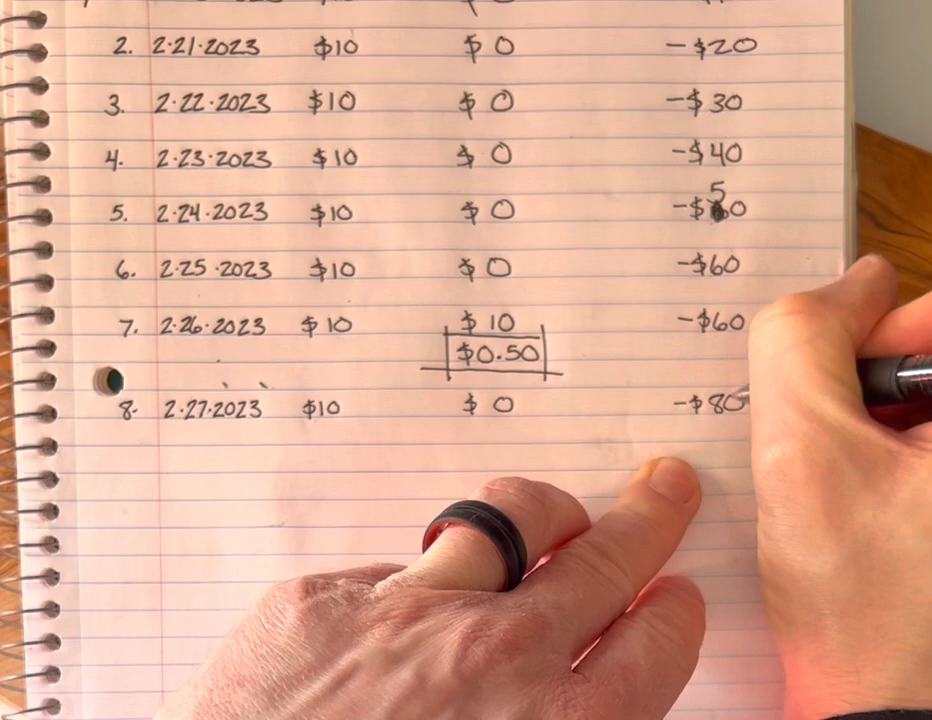 2. 2·21·2023 $10 $0 -$20
3. 2·22·2023 $10 $0 -$30
4. 2·23·2023 $10 $0 -$40
5. 2·24·2023 $10 $0 -$50
6. 2·25·2023 $10 $0 -$60
7. 2·26·2023 $10 $10 -$60
$0.50
8. 2·27·2023 $10 $0 -$80